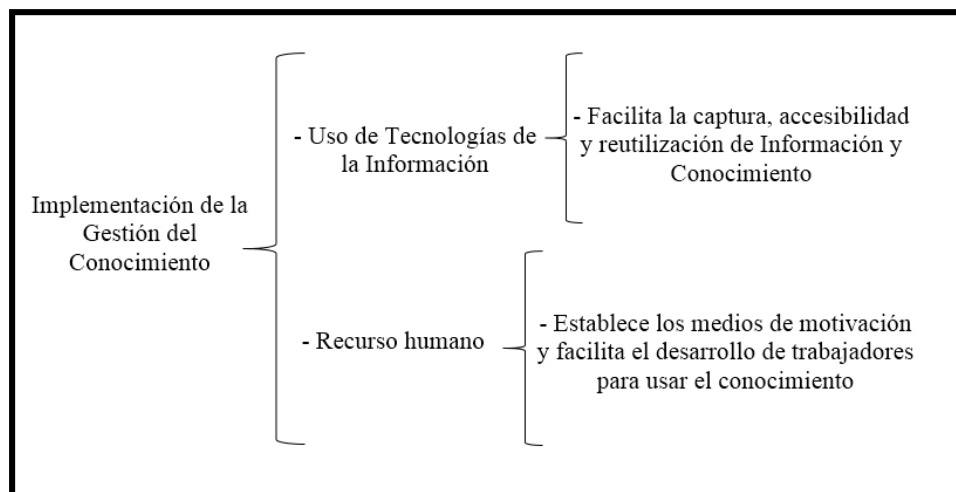 Implementación de la
Gestión del
Conocimiento
- Uso de Tecnologías de
la Información
- Facilita la captura, accesibilidad
y reutilización de Información y
Conocimiento
- Recurso humano
- Establece los medios de motivación
y facilita el desarrollo de trabajadores
para usar el conocimiento